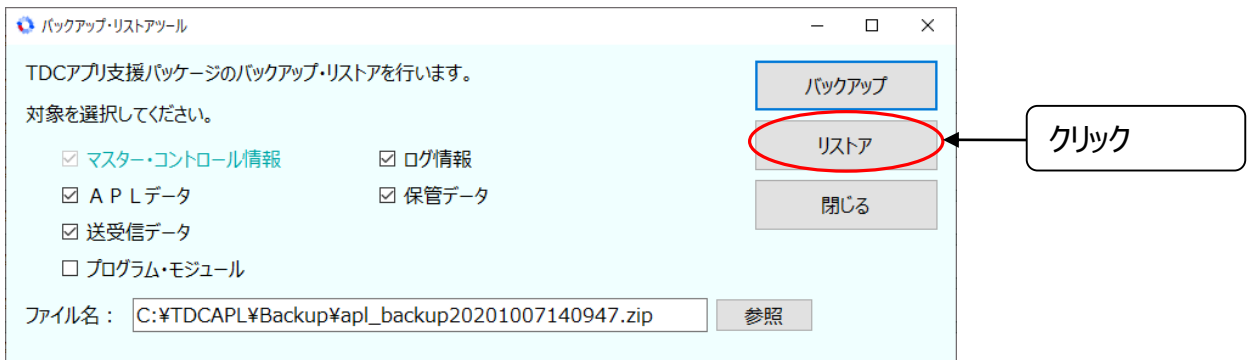 バックアップ・リストアツール
TDCアプリ支援パッケージのバックアップ・リストアを行います。
対象を選択してください。
マスター・コントロール情報
ログ情報
ＡＰＬデータ
保管データ
送受信データ
プログラム・モジュール
ファイル名：
C:¥TDCAPL¥Backup¥apl_backup20201007140947.zip
参照
バックアップ
リストア
閉じる
クリック